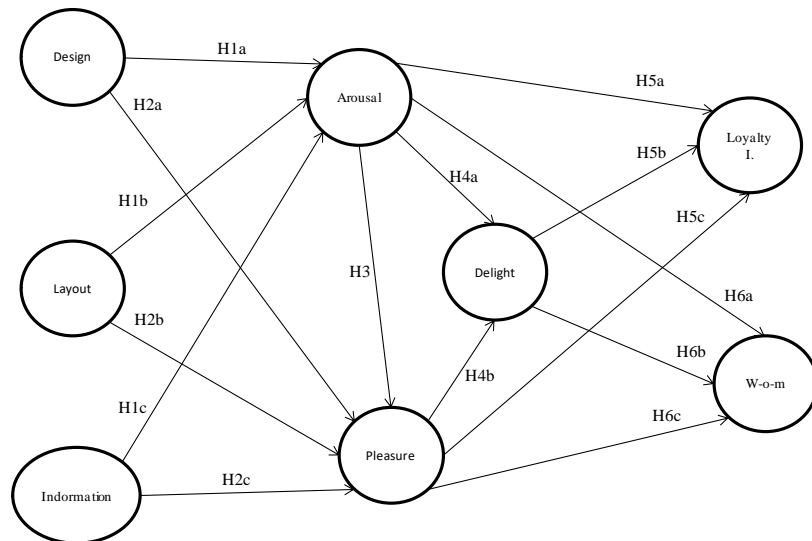 Design
H1a
H2a
Arousal
H5a
Loyalty
I.
H5b
H4a
H1b
H5c
H3
Delight
Layout
H2b
H6a
H6b
W-o-m
H4b
H1c
H6c
Pleasure
H2c
Indormation